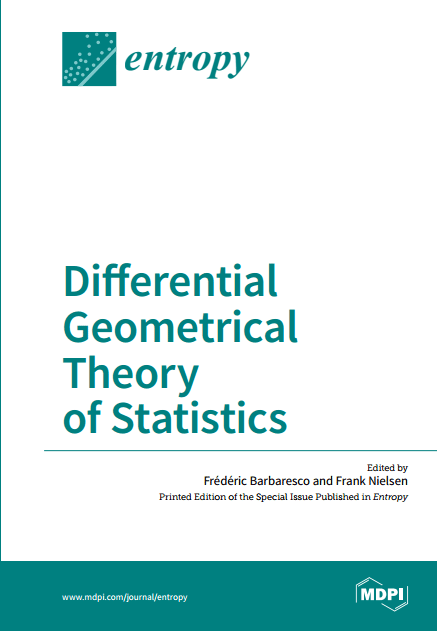 entropy
Differential
Geometrical
Theory
of Statistics
Edited by
Frédéric Barbaresco and Frank Nielsen
Printed Edition of the Special Issue Published in Entropy
www.mdpi.com/journal/entropy
MDPI